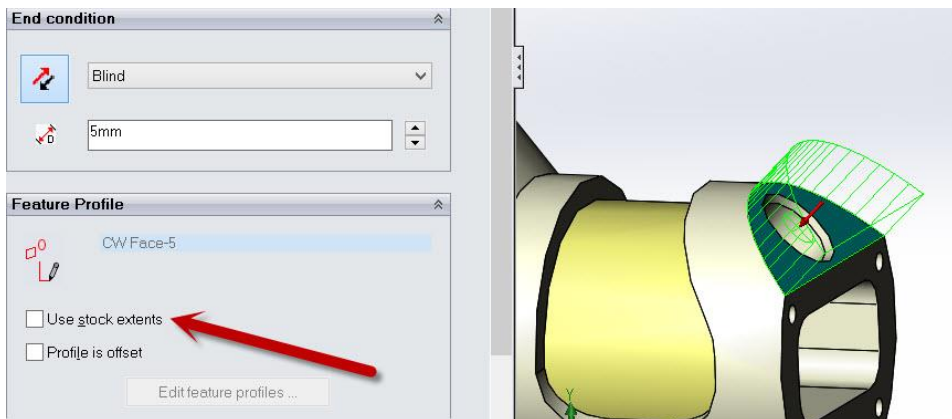 End condition
Blind
D
5mm
Feature Profile
CW Face-5
Use stock extents
Profile is offset
Edit feature profiles ...
Y